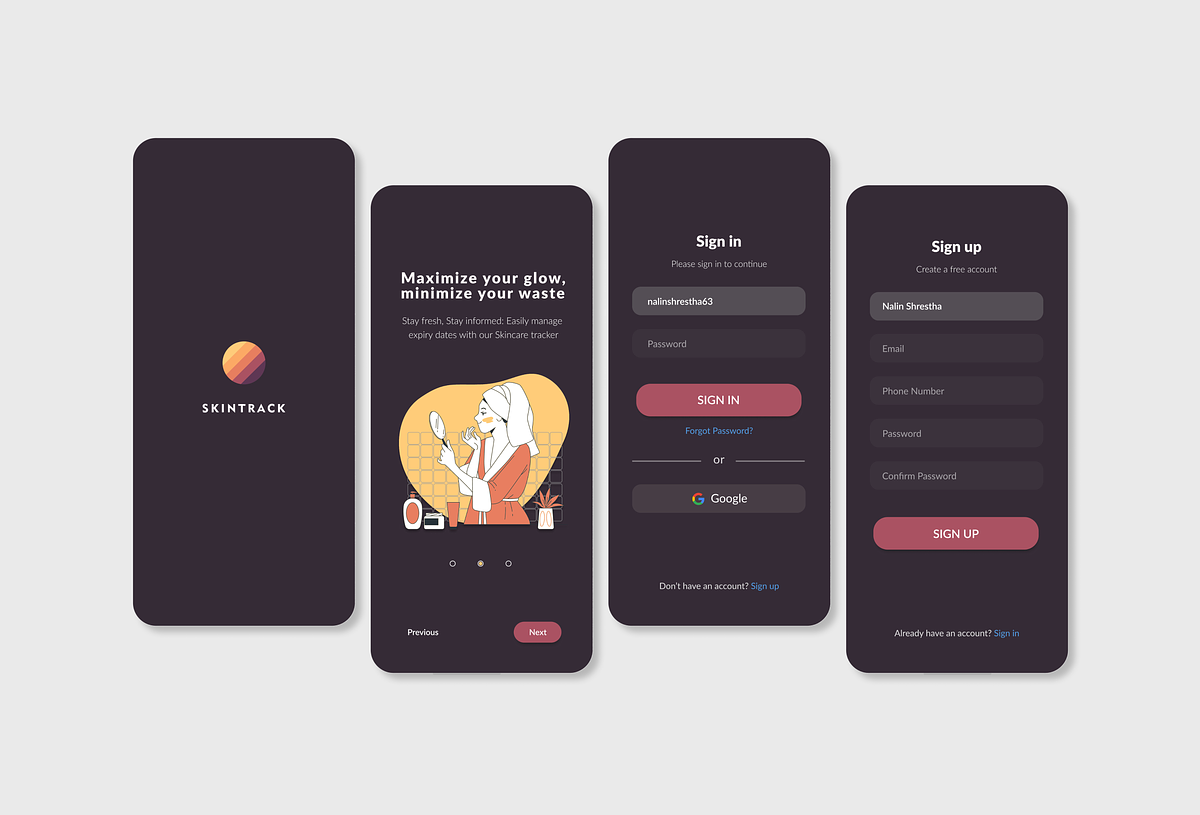 SKINTRACK
Maximize your glow,
minimize your waste
Stay fresh, Stay informed: Easily manage
expiry dates with our Skincare tracker
Previous
Next
Sign in
Please sign in to continue
nalinshrestha63
Password
SIGN IN
Forgot Password?
or
Google
Don't have an account? Sign up
Sign up
Create a free account
Nalin Shrestha
Email
Phone Number
Password
Confirm Password
SIGN UP
Already have an account? Sign in